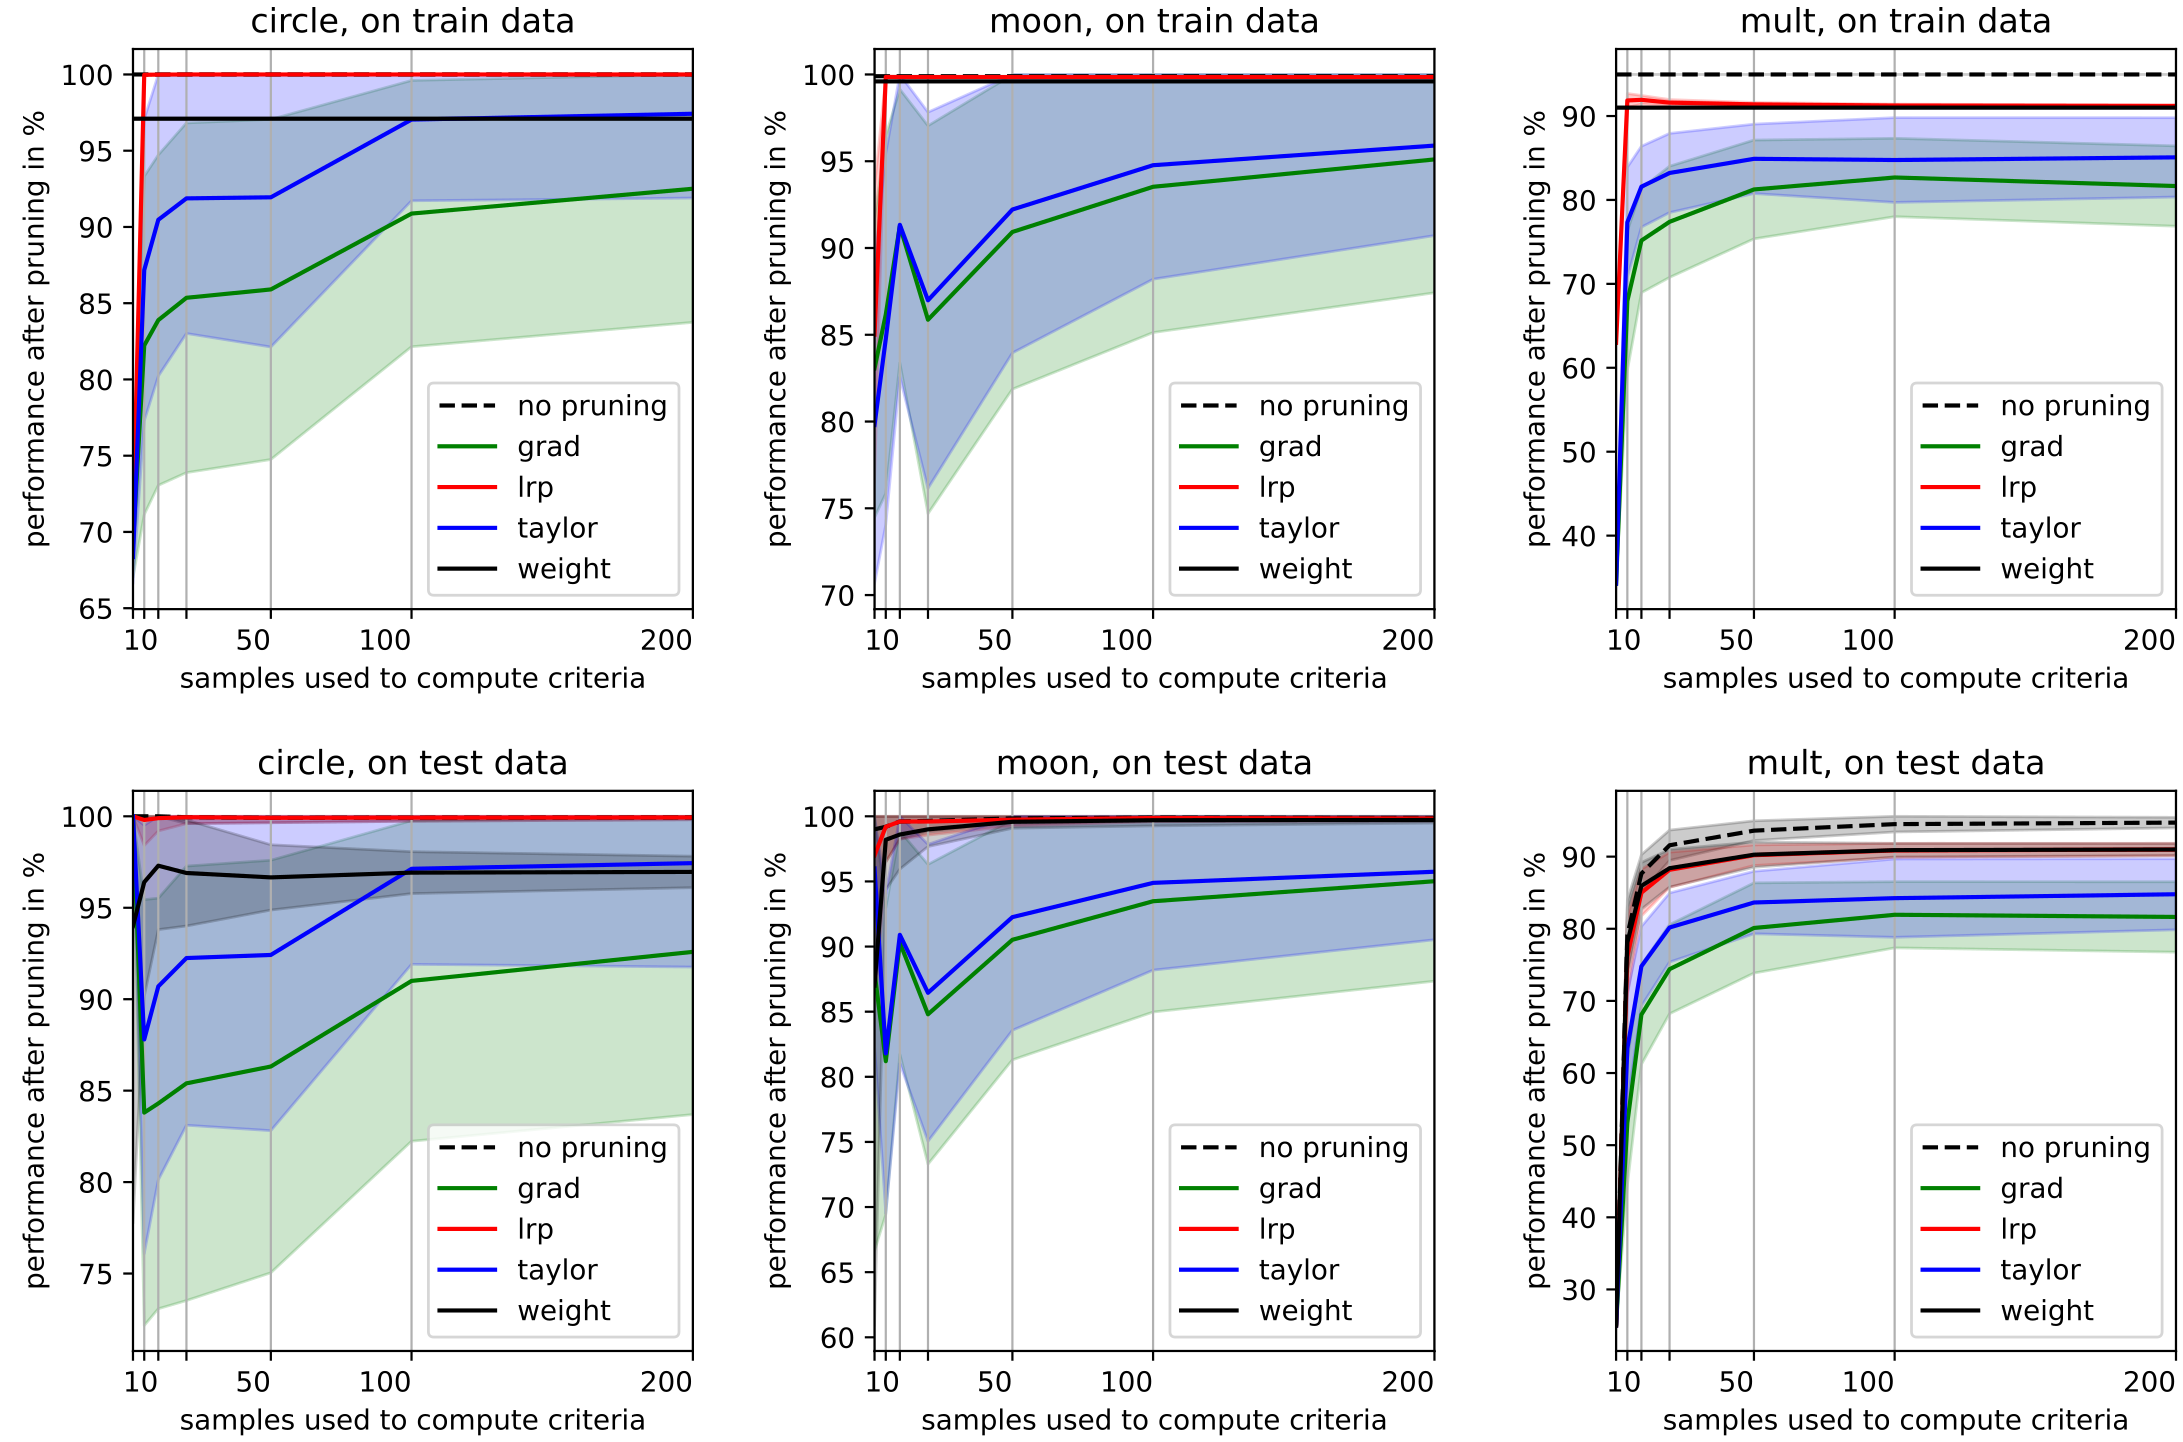 circle, on train data
performance after pruning in %
100
95
90
85
80
75
70
65
10 50 100 200
samples used to compute criteria
no pruning
grad
lrp
taylor
weight
moon, on train data
performance after pruning in %
100
95
90
85
80
75
70
10 50 100 200
samples used to compute criteria
no pruning
grad
lrp
taylor
weight
mult, on train data
performance after pruning in %
90
80
70
60
50
40
10 50 100 200
samples used to compute criteria
no pruning
grad
lrp
taylor
weight
circle, on test data
performance after pruning in %
100
95
90
85
80
75
10 50 100 200
samples used to compute criteria
no pruning
grad
lrp
taylor
weight
moon, on test data
performance after pruning in %
100
95
90
85
80
75
70
65
60
10 50 100 200
samples used to compute criteria
no pruning
grad
lrp
taylor
weight
mult, on test data
performance after pruning in %
90
80
70
60
50
40
30
10 50 100 200
samples used to compute criteria
no pruning
grad
lrp
taylor
weight